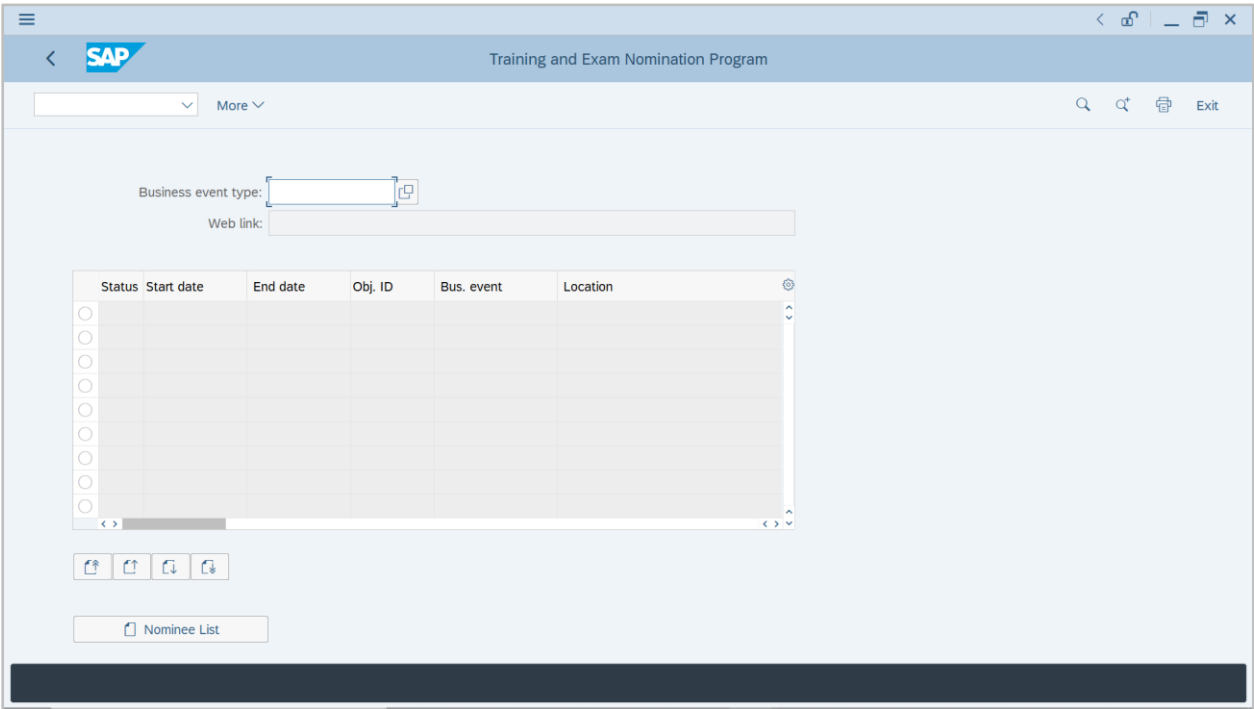 SAP
Training and Exam Nomination Program
More
Exit
Business event type:
Web link:
Status Start date End date Obj. ID Bus. event Location
Nominee List